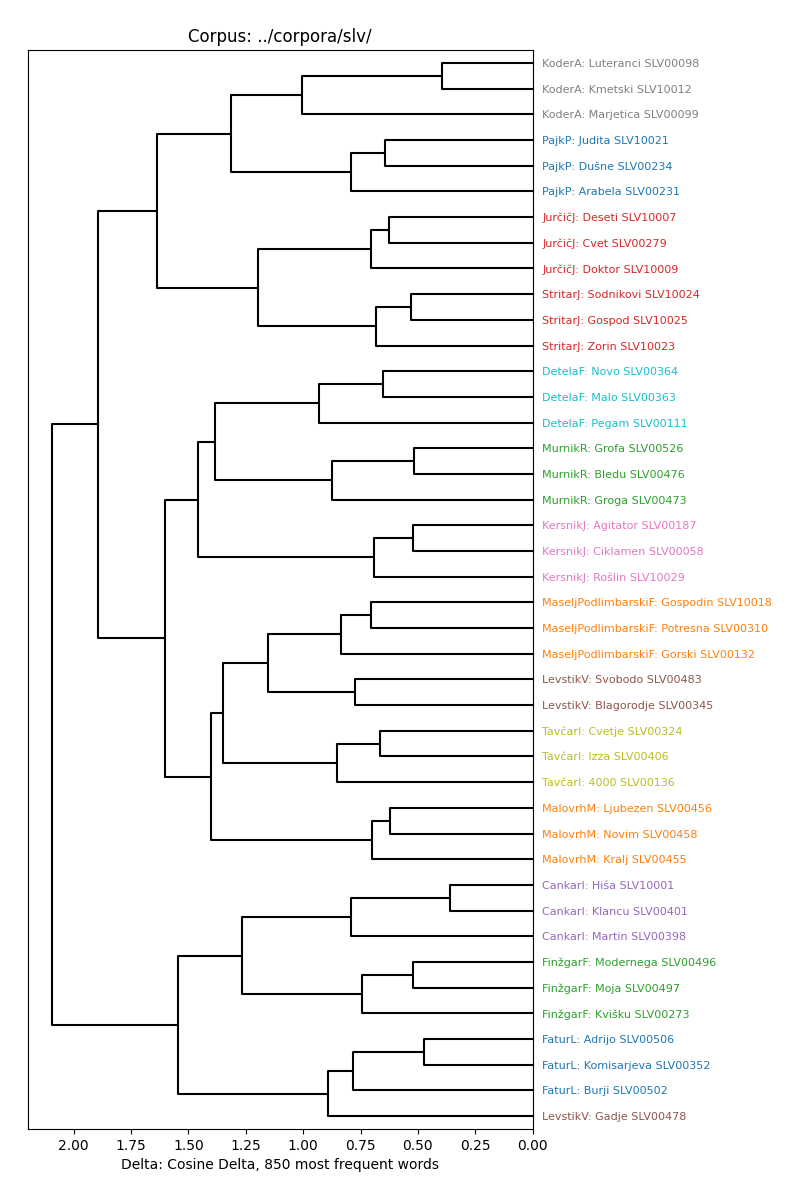 Corpus: ../corpora/slv/
KoderA: Luteranci SLV00098
KoderA: Kmetski SLV10012
KoderA: Marjetica SLV00099
PajkP: Judita SLV10021
PajkP: Dušne SLV00234
PajkP: Arabela SLV00231
JurčičJ: Deseti SLV10007
JurčičJ: Cvet SLV00279
JurčičJ: Doktor SLV10009
StritarJ: Sodnikovi SLV10024
StritarJ: Gospod SLV10025
StritarJ: Zorin SLV10023
DetelaF: Novo SLV00364
DetelaF: Malo SLV00363
DetelaF: Pegam SLV00111
MurnikR: Grofa SLV00526
MurnikR: Bledu SLV00476
MurnikR: Groga SLV00473
KersnikJ: Agitator SLV00187
KersnikJ: Ciklamen SLV00058
KersnikJ: Rošlin SLV10029
MaseljPodlimbarskiF: Gospodin SLV10018
MaseljPodlimbarskiF: Potresna SLV00310
MaseljPodlimbarskiF: Gorski SLV00132
LevstikV: Svobodo SLV00483
LevstikV: Blagorodje SLV00345
TavčarI: Cvetje SLV00324
TavčarI: Izza SLV00406
TavčarI: 4000 SLV00136
MalovrhM: Ljubezen SLV00456
MalovrhM: Novim SLV00458
MalovrhM: Kralj SLV00455
CankarI: Hiša SLV10001
CankarI: Klancu SLV00401
CankarI: Martin SLV00398
FinžgarF: Modernega SLV00496
FinžgarF: Moja SLV00497
FinžgarF: Kvišku SLV00273
FaturL: Adrijo SLV00506
FaturL: Komisarjeva SLV00352
FaturL: Burji SLV00502
LevstikV: Gadje SLV00478
2.00 1.75 1.50 1.25 1.00 0.75 0.50 0.25 0.00
Delta: Cosine Delta, 850 most frequent words